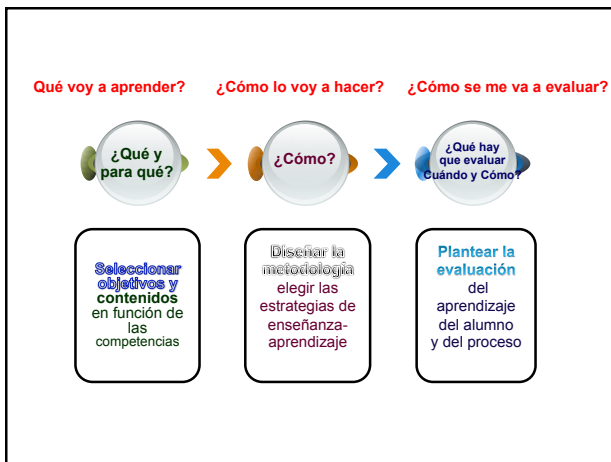 Qué voy a aprender?
¿Cómo lo voy a hacer?
¿Cómo se me va a evaluar?
¿Qué y
para qué?
¿Cómo?
¿Qué hay
que evaluar
Cuándo y Cómo?
Seleccionar
objetivos y
contenidos
en función de
las
competencias
Diseñar la
metodología
elegir las
estrategias de
enseñanza-
aprendizaje
Plantear la
evaluación
del
aprendizaje
del alumno
y del proceso